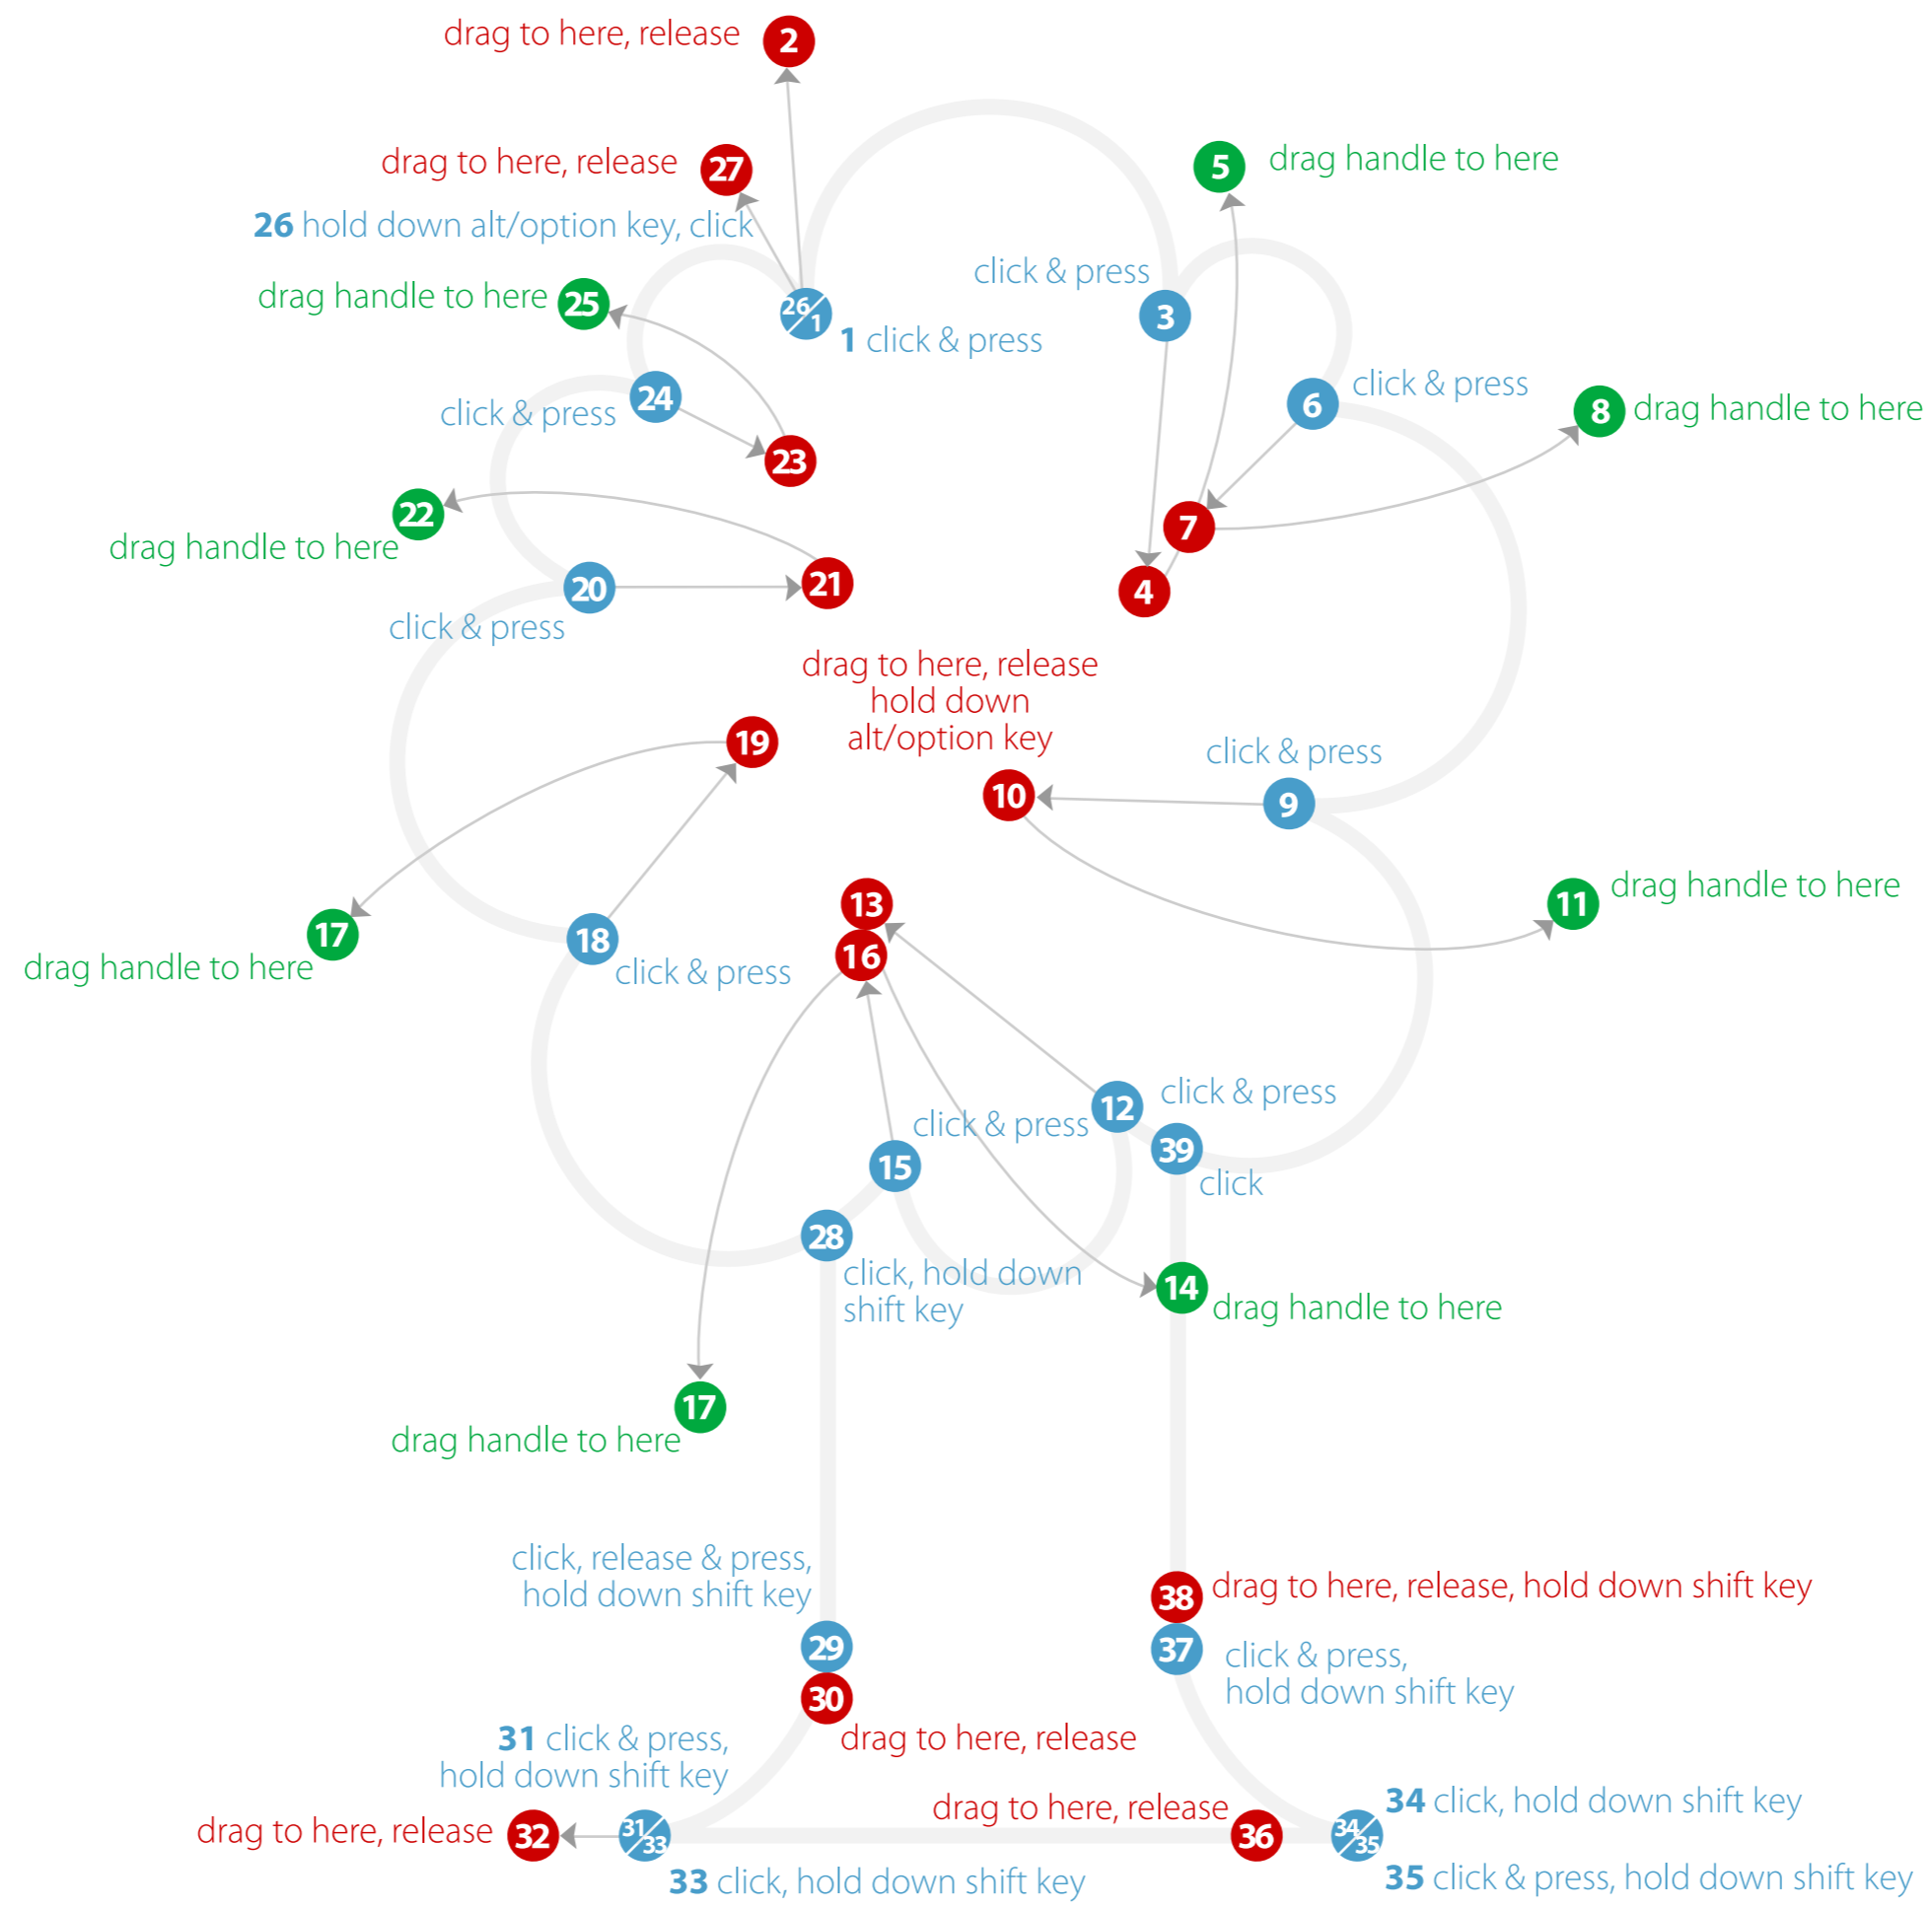 drag to here, release 2
drag to here, release 27
5 drag handle to here
26 hold down alt/option key, click
click & press
3
drag handle to here 25
26/1
1 click & press
24
click & press
6 click & press
8 drag handle to here
23
22
drag handle to here
7
20
21
4
click & press
drag to here, release
hold down
alt/option key
19
click & press
10
9
13
11 drag handle to here
17
drag handle to here
18
click & press
16
12 click & press
click & press
15
39
click
28
click, hold down
shift key
14
drag handle to here
17
drag handle to here
click, release & press,
hold down shift key
38 drag to here, release, hold down shift key
29
37 click & press,
hold down shift key
30
drag to here, release
31 click & press,
hold down shift key
drag to here, release 32
31/33
drag to here, release
36
34/35
34 click, hold down shift key
33 click, hold down shift key
35 click & press, hold down shift key